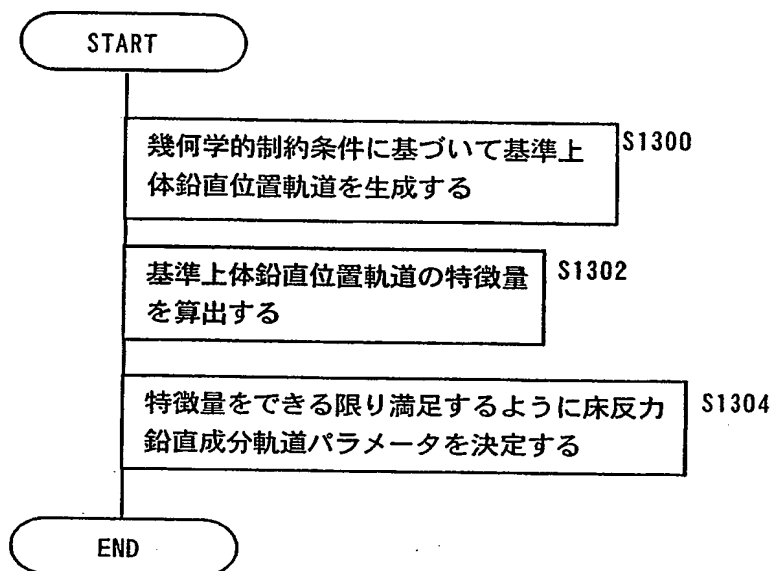 START
幾何学的制約条件に基づいて基準上
体鉛直位置軌道を生成する
S1300
基準上体鉛直位置軌道の特徴量
を算出する
S1302
特徴量をできる限り満足するように床反力
鉛直成分軌道パラメータを決定する
S1304
END